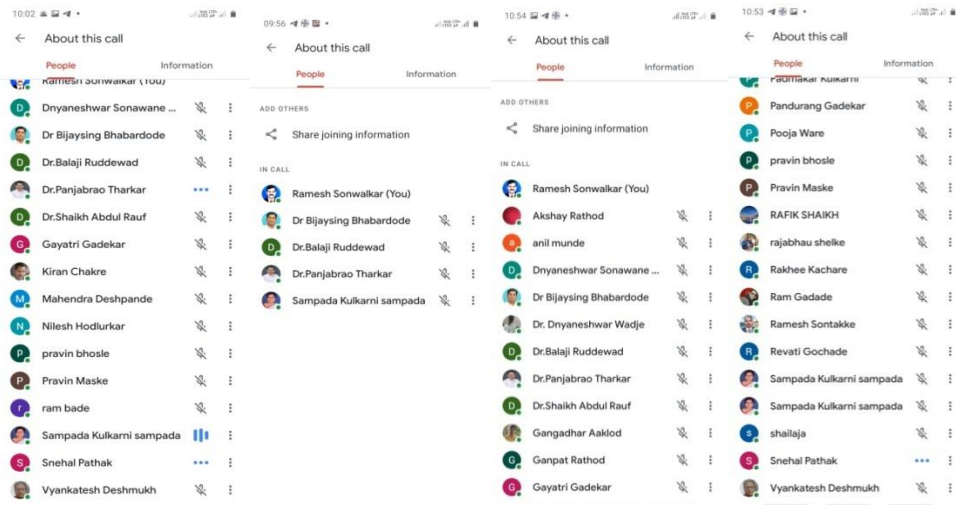 10:02
← About this call
People Information
Ramesh Sonwalkar (You)
D Dnyaneshwar Sonawane ...
Dr Bijaysing Bhabardode
D Dr.Balaji Ruddewad
Dr.Panjabrao Tharkar
D Dr.Shaikh Abdul Rauf
G Gayatri Gadekar
Kiran Chakre
M Mahendra Deshpande
N Nilesh Hodlurkar
P pravin bhosle
P Pravin Maske
r ram bade
Sampada Kulkarni sampada
S Snehal Pathak
Vyankatesh Deshmukh
09:56
← About this call
People Information
ADD OTHERS
Share joining information
IN CALL
Ramesh Sonwalkar (You)
Dr Bijaysing Bhabardode
D Dr.Balaji Ruddewad
Dr.Panjabrao Tharkar
Sampada Kulkarni sampada
10:54
← About this call
People Information
ADD OTHERS
Share joining information
IN CALL
Ramesh Sonwalkar (You)
Akshay Rathod
a anil munde
D Dnyaneshwar Sonawane ...
Dr Bijaysing Bhabardode
Dr. Dnyaneshwar Wadje
D Dr.Balaji Ruddewad
Dr.Panjabrao Tharkar
D Dr.Shaikh Abdul Rauf
Gangadhar Aaklod
G Ganpat Rathod
G Gayatri Gadekar
10:53
← About this call
People Information
Padmakar Kulkarni
P Pandurang Gadekar
P Pooja Ware
P pravin bhosle
P Pravin Maske
RAFIK SHAIKH
rajabhau shelke
R Rakhee Kachare
Ram Gadade
Ramesh Sontakke
R Revati Gochade
Sampada Kulkarni sampada
Sampada Kulkarni sampada
s shailaja
S Snehal Pathak
Vyankatesh Deshmukh